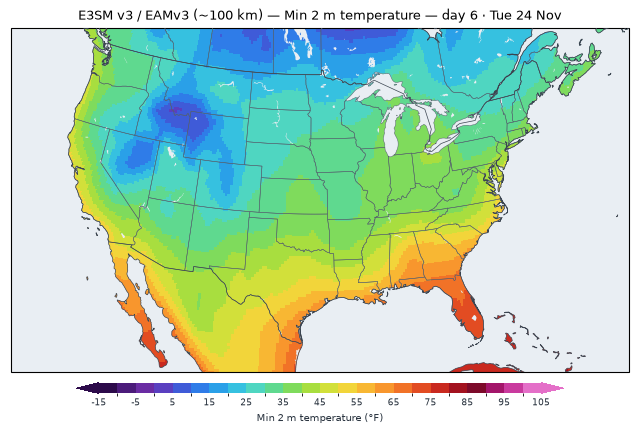 E3SM v3 / EAMv3 (~100 km) — Min 2 m temperature — day 6 · Tue 24 Nov
-15 -5 5 15 25 35 45 55 65 75 85 95 105
Min 2 m temperature (°F)